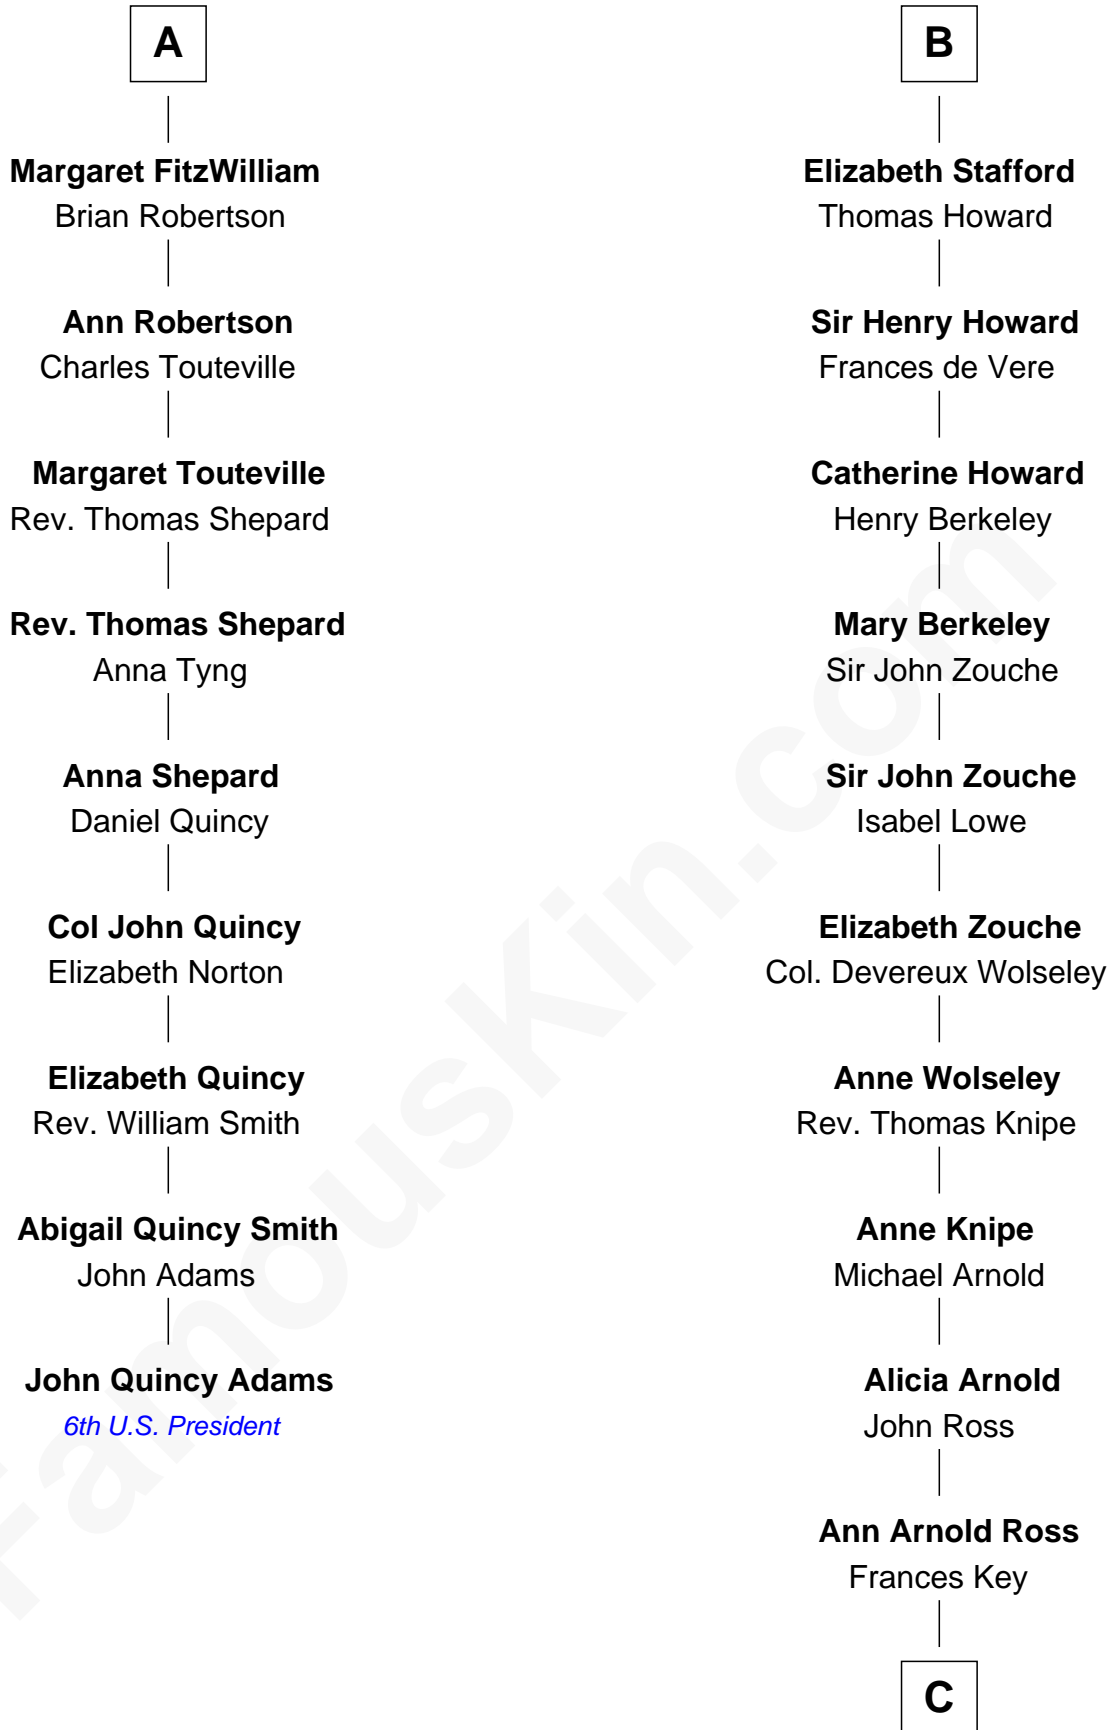 A
Margaret FitzWilliam
Brian Robertson
Ann Robertson
Charles Touteville
Margaret Touteville
Rev. Thomas Shepard
Rev. Thomas Shepard
Anna Tyng
Anna Shepard
Daniel Quincy
Col John Quincy
Elizabeth Norton
Elizabeth Quincy
Rev. William Smith
Abigail Quincy Smith
John Adams
John Quincy Adams
6th U.S. President
B
Elizabeth Stafford
Thomas Howard
Sir Henry Howard
Frances de Vere
Catherine Howard
Henry Berkeley
Mary Berkeley
Sir John Zouche
Sir John Zouche
Isabel Lowe
Elizabeth Zouche
Col. Devereux Wolseley
Anne Wolseley
Rev. Thomas Knipe
Anne Knipe
Michael Arnold
Alicia Arnold
John Ross
Ann Arnold Ross
Frances Key
C
FamousKin.com